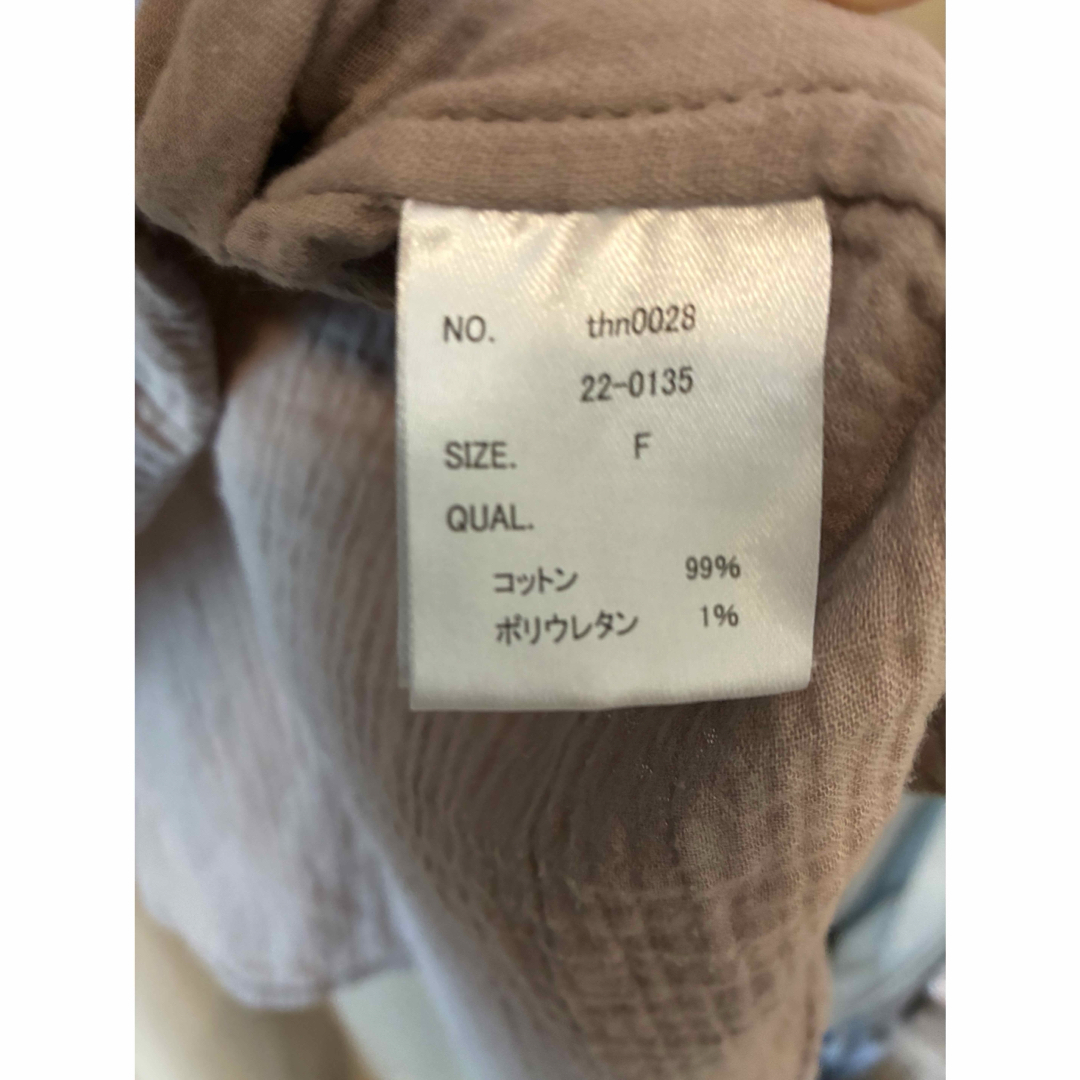 NO. thn0028
22-0135
SIZE. F
QUAL.
コットン 99%
ポリウレタン 1%